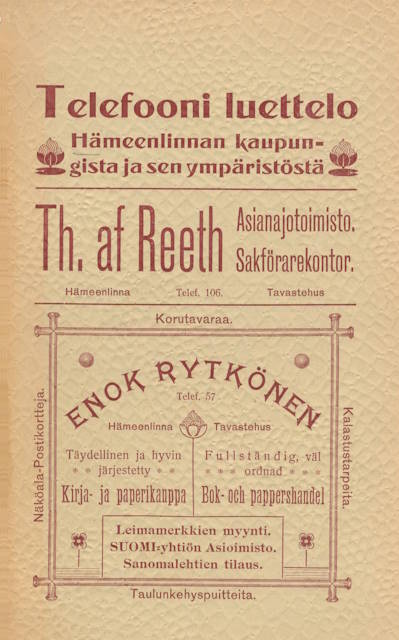 Telefooni luettelo
Hämeenlinnan kaupun-
gista ja sen ympäristöstä
Th. af Reeth
Asianajotoimisto.
Sakförarekontor.
Hämeenlinna Telef. 106. Tavastehus
Korutavaraa.
Näköala-Postikortteja.
ENOK RYTKÖNEN
Telef. 57
Hämeenlinna Tavastehus
Täydellinen ja hyvin
järjestetty
Kirja- ja paperikauppa
Fullständig, väl
ordnad
Bok- och pappershandel
Kalastustarpeita.
Leimamerkkien myynti.
SUOMI-yhtiön Asioimisto.
Sanomalehtien tilaus.
Taulunkehyspuitteita.